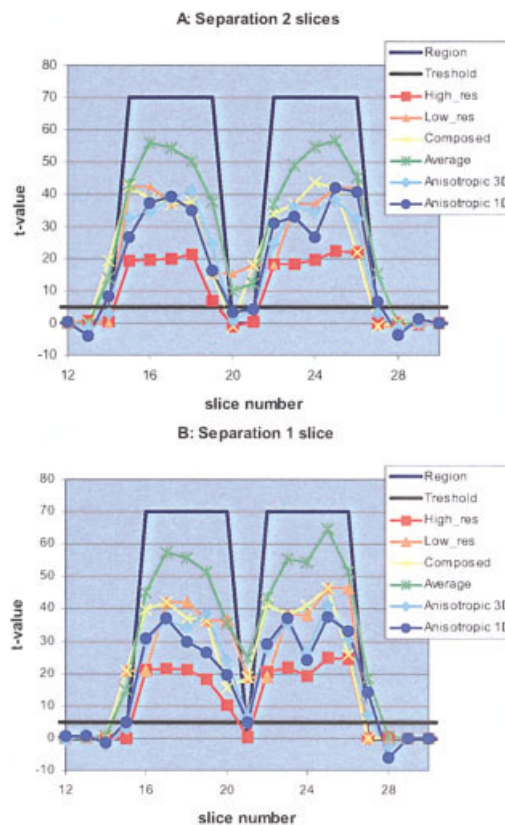 A: Separation 2 slices
80
70
60
50
40
30
20
10
0
-10
t-value
12 16 20 24 28
slice number
Region
Treshold
High_res
Low_res
Composed
Average
Anisotropic 3D
Anisotropic 1D
B: Separation 1 slice
80
70
60
50
40
30
20
10
0
-10
t-value
12 16 20 24 28
slice number
Region
Treshold
High_res
Low_res
Composed
Average
Anisotropic 3D
Anisotropic 1D